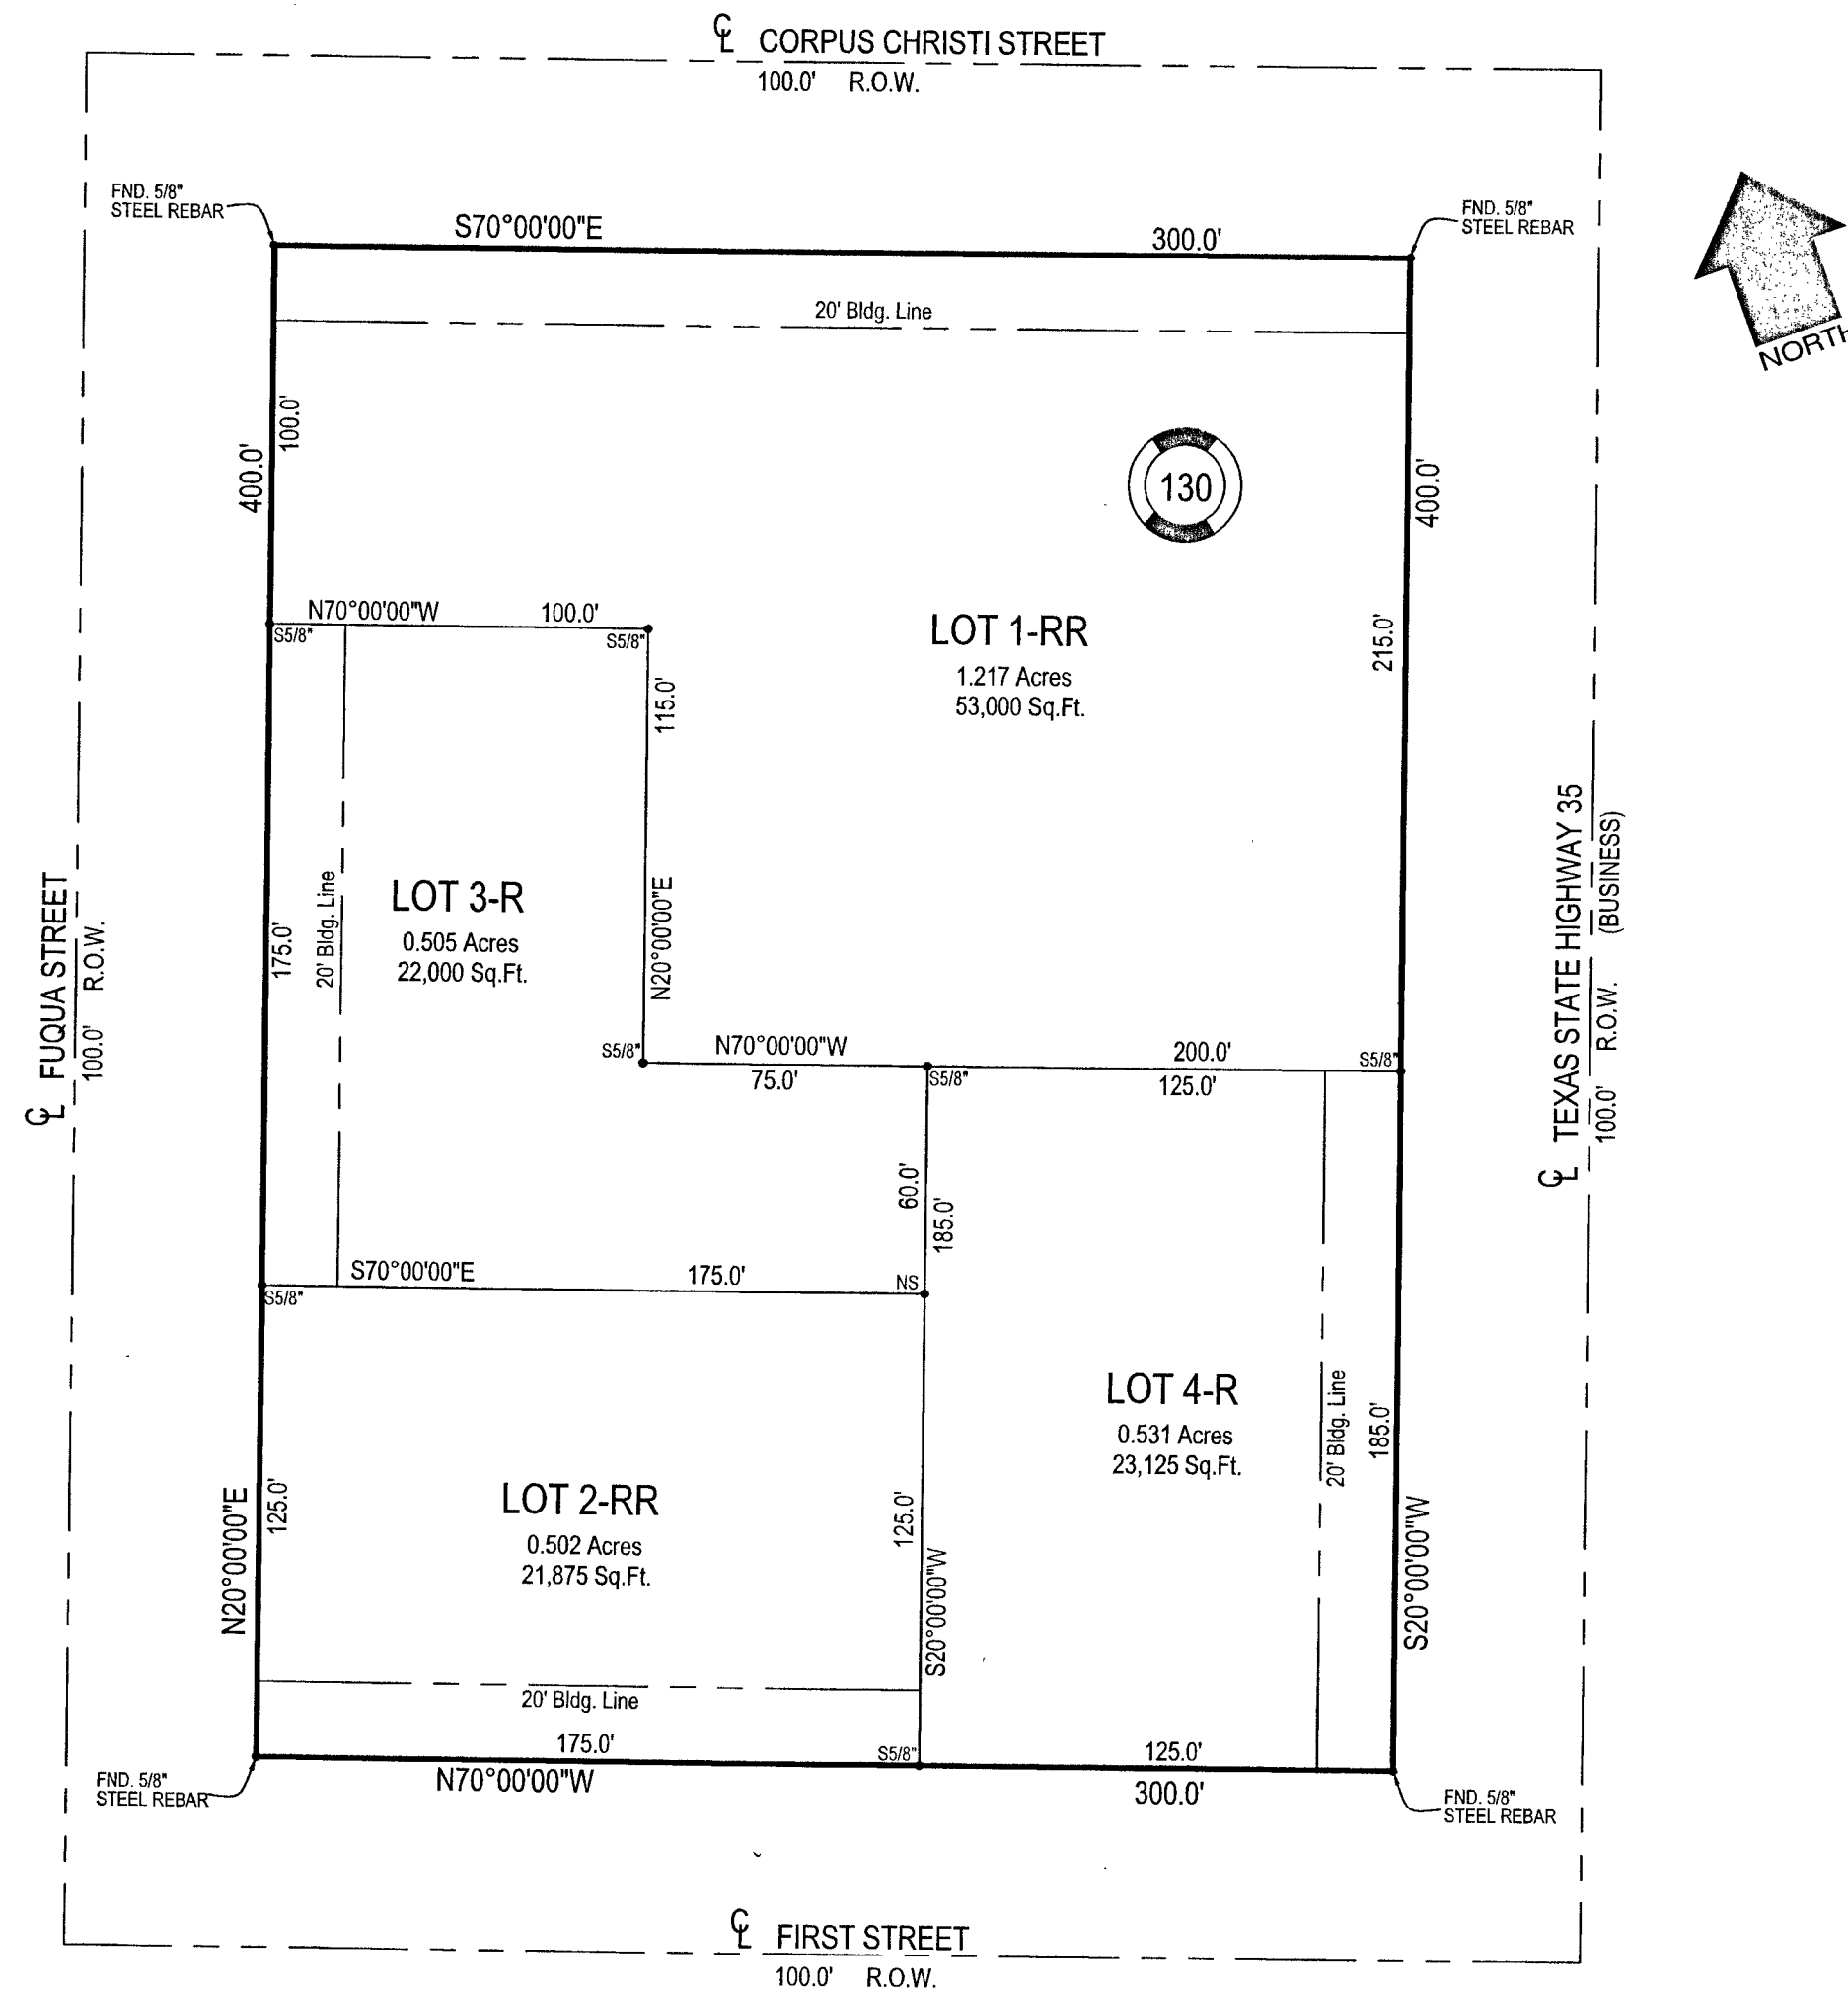 ℄ CORPUS CHRISTI STREET
100.0' R.O.W.
FND. 5/8"
STEEL REBAR
S70°00'00"E
300.0'
FND. 5/8"
STEEL REBAR
NORTH
20' Bldg. Line
100.0'
400.0'
130
400.0'
N70°00'00"W
100.0'
S5/8"
S5/8"
LOT 1-RR
1.217 Acres
53,000 Sq.Ft.
215.0'
115.0'
LOT 3-R
0.505 Acres
22,000 Sq.Ft.
20' Bldg. Line
175.0'
N20°00'00"E
℄ FUQUA STREET
100.0' R.O.W.
℄ TEXAS STATE HIGHWAY 35
100.0' R.O.W. (BUSINESS)
S5/8"
N70°00'00"W
75.0'
S5/8"
200.0'
125.0'
S5/8"
60.0'
185.0'
S70°00'00"E
175.0'
NS
S5/8"
LOT 4-R
0.531 Acres
23,125 Sq.Ft.
20' Bldg. Line
185.0'
LOT 2-RR
0.502 Acres
21,875 Sq.Ft.
125.0'
N20°00'00"E
125.0'
S20°00'00"W
S20°00'00"W
20' Bldg. Line
175.0'
S5/8"
125.0'
N70°00'00"W
300.0'
FND. 5/8"
STEEL REBAR
FND. 5/8"
STEEL REBAR
℄ FIRST STREET
100.0' R.O.W.